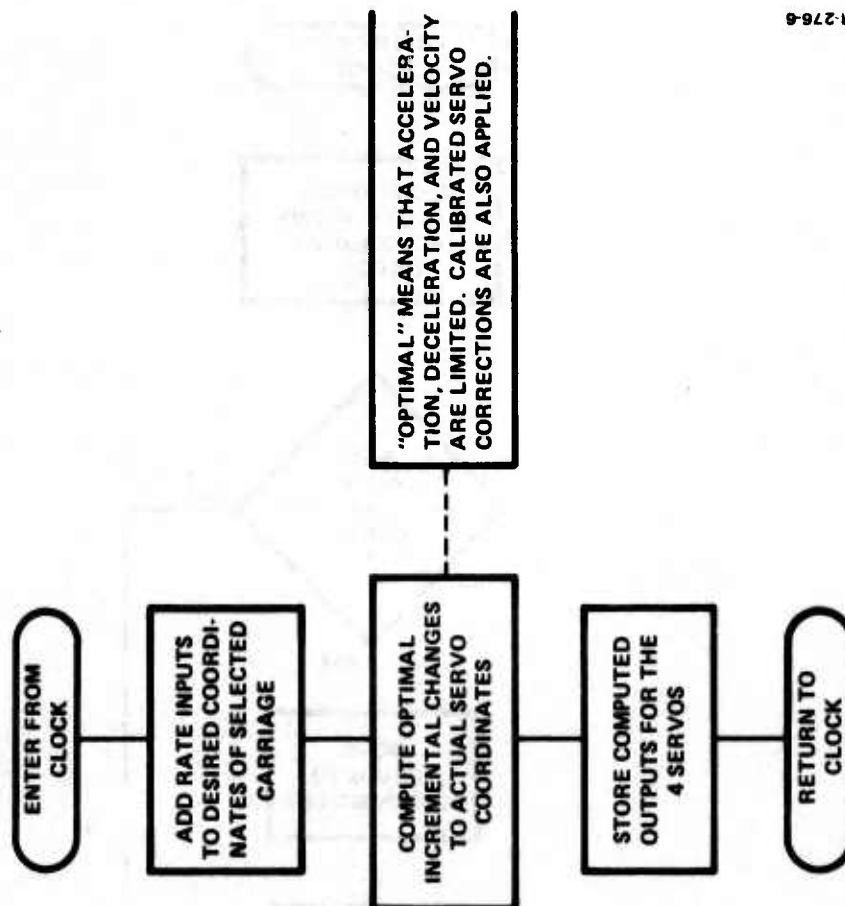 ENTER FROM
CLOCK
ADD RATE INPUTS
TO DESIRED COORDI-
NATES OF SELECTED
CARRIAGE
COMPUTE OPTIMAL
INCREMENTAL CHANGES
TO ACTUAL SERVO
COORDINATES
"OPTIMAL" MEANS THAT ACCELERA-
TION, DECELERATION, AND VELOCITY
ARE LIMITED. CALIBRATED SERVO
CORRECTIONS ARE ALSO APPLIED.
STORE COMPUTED
OUTPUTS FOR THE
4 SERVOS
RETURN TO
CLOCK